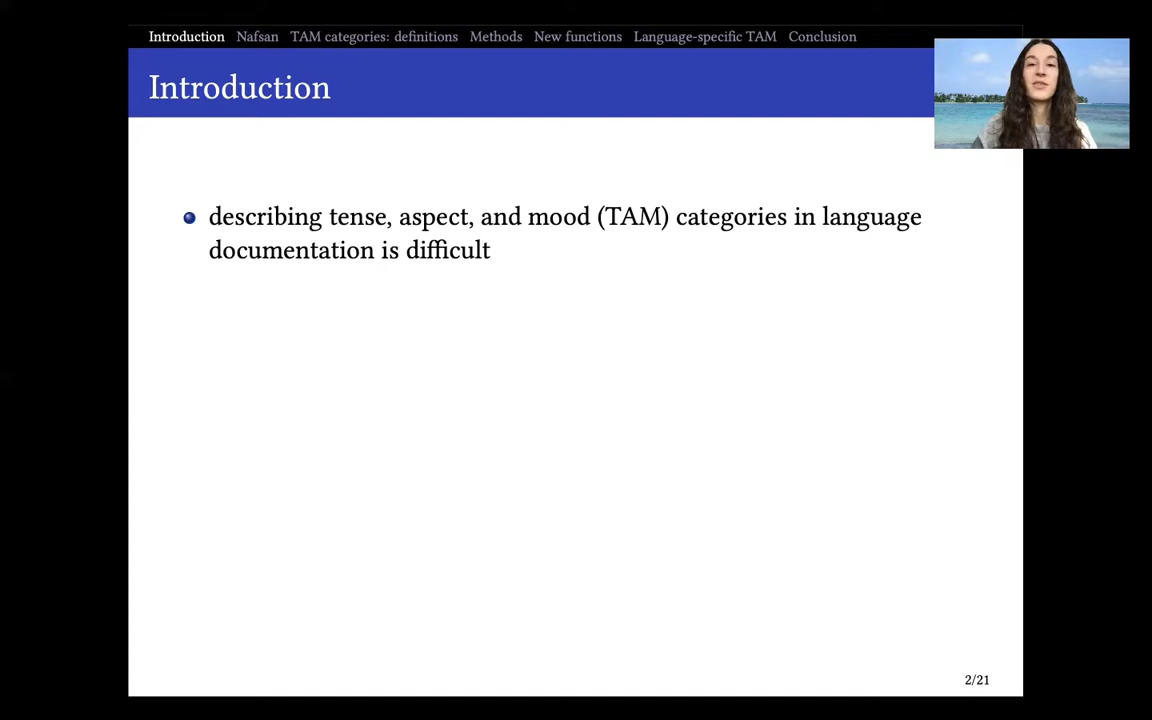 Introduction Nafsan TAM categories: definitions Methods New functions Language-specific TAM Conclusion
Introduction
describing tense, aspect, and mood (TAM) categories in language
documentation is difficult
2/21